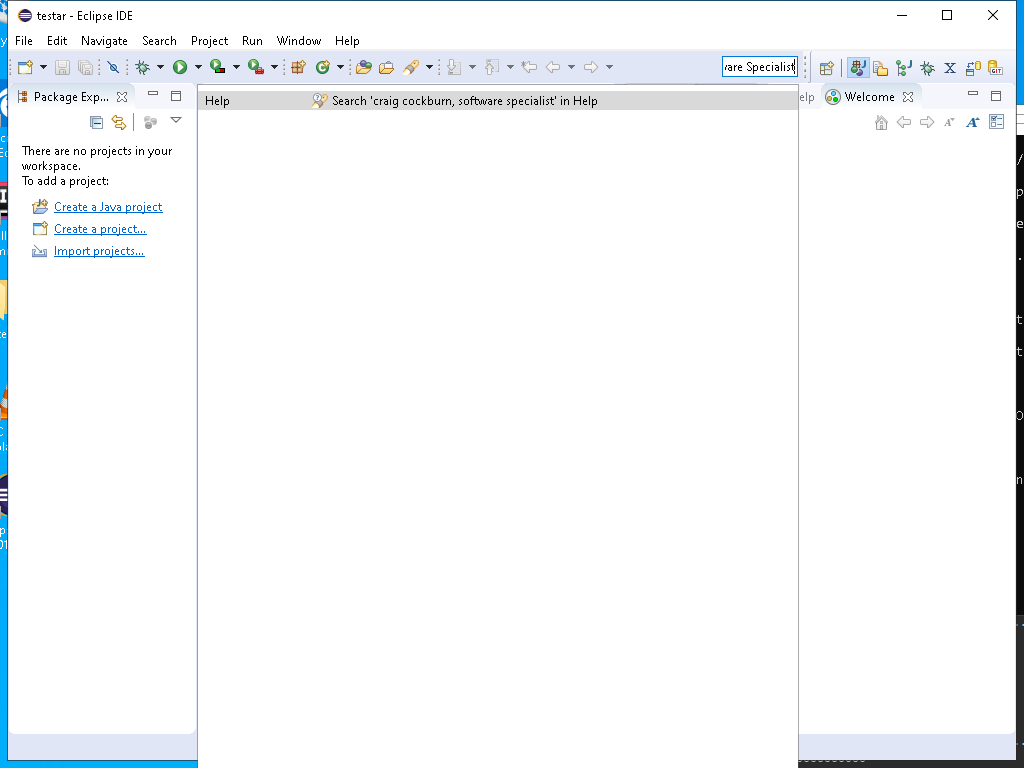 testar - Eclipse IDE
File Edit Navigate Search Project Run Window Help
are Specialist
Package Exp...
Help Search 'craig cockburn, software specialist' in Help
elp
Welcome
There are no projects in your
workspace.
To add a project:
Create a Java project
Create a project...
Import projects...